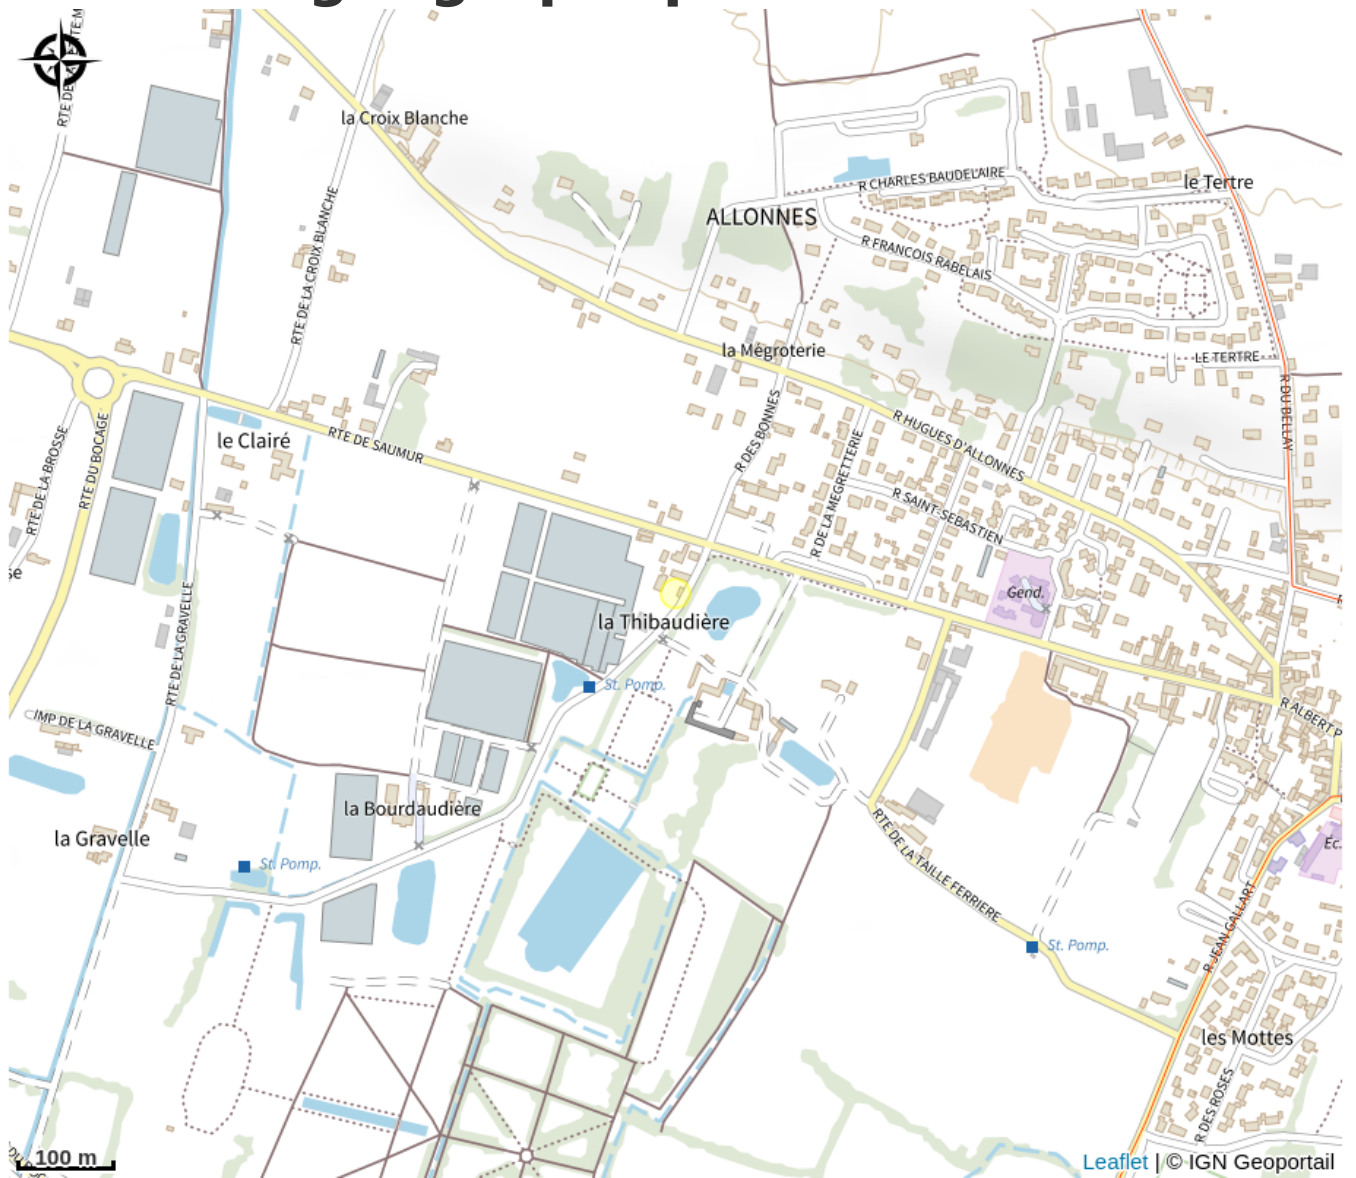 la Croix Blanche
RTE DE LA CROIX BLANCHE
ALLONNES
R CHARLES BAUDELAIRE
le Tertre
R FRANCOIS RABELAIS
la Mégroterie
LE TERTRE
R DU BELLAY
RTE DE LA BROSSE
RTE DU BOCAGE
le Clairé
RTE DE SAUMUR
R DES BONNES
R DE LA MEGRETTERIE
R HUGUES D'ALLONNES
R SAINT-SEBASTIEN
Gend.
RTE DE LA GRAVELLE
la Thibaudière
St. Pomp.
IMP DE LA GRAVELLE
R ALBERT P
la Bourdaudière
la Gravelle
St. Pomp.
RTE DE LA TAILLE FERRIERE
Éc.
St. Pomp.
R JEAN GALLART
les Mottes
R DES ROSES
100 m
Leaflet | © IGN Geoportail